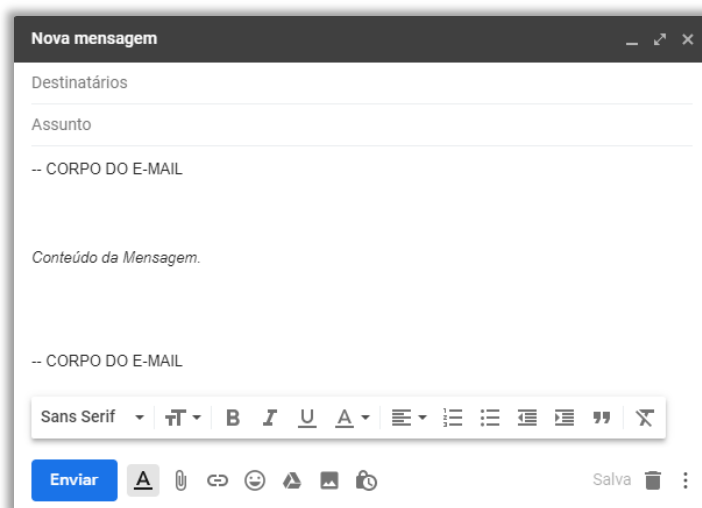 Nova mensagem
Destinatários
Assunto
-- CORPO DO E-MAIL
Conteúdo da Mensagem.
-- CORPO DO E-MAIL
Sans Serif
Enviar
Salva